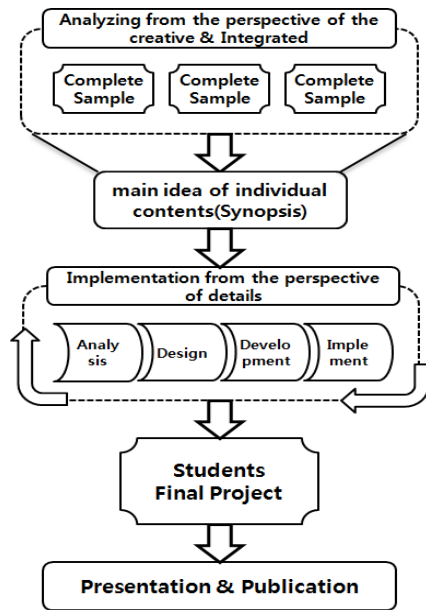 Analyzing from the perspective of the
creative & Integrated
Complete
Sample
Complete
Sample
Complete
Sample
main idea of individual
contents(Synopsis)
Implementation from the perspective
of details
Analy
sis
Design
Develo
pment
Imple
ment
Students
Final Project
Presentation & Publication